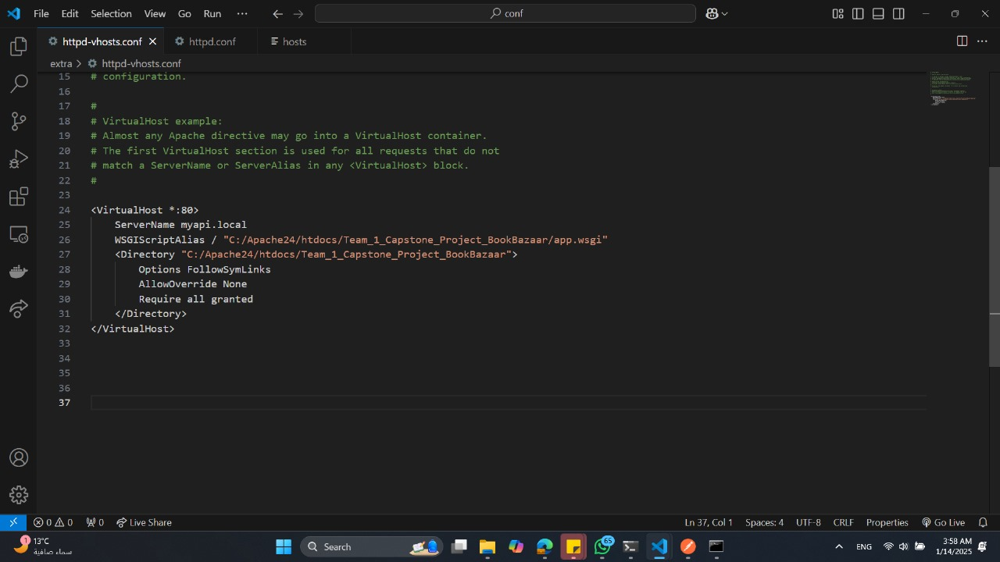 File Edit Selection View Go Run ··· conf
httpd-vhosts.conf httpd.conf hosts
extra > httpd-vhosts.conf
15 # configuration.
16
17 #
18 # VirtualHost example:
19 # Almost any Apache directive may go into a VirtualHost container.
20 # The first VirtualHost section is used for all requests that do not
21 # match a ServerName or ServerAlias in any <VirtualHost> block.
22 #
23
24 <VirtualHost *:80>
25 ServerName myapi.local
26 WSGIScriptAlias / "C:/Apache24/htdocs/Team_1_Capstone_Project_BookBazaar/app.wsgi"
27 <Directory "C:/Apache24/htdocs/Team_1_Capstone_Project_BookBazaar">
28 Options FollowSymLinks
29 AllowOverride None
30 Require all granted
31 </Directory>
32 </VirtualHost>
33
34
35
36
37
0 0 0 Live Share Ln 37, Col 1 Spaces: 4 UTF-8 CRLF Properties Go Live
1 13°C Search 65 ENG 3:58 AM
سماء صافية 1/14/2025